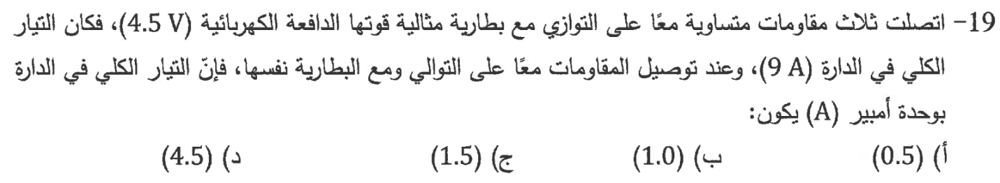 19- اتصلت ثلاث مقاومات متساوية معًا على التوازي مع بطارية مثالية قوتها الدافعة الكهربائية (4.5 V)، فكان التيار
الكلي في الدارة (9 A)، وعند توصيل المقاومات معًا على التوالي ومع البطارية نفسها، فإنّ التيار الكلي في الدارة
بوحدة أمبير (A) يكون:
أ) (0.5) ب) (1.0) ج) (1.5) د) (4.5)